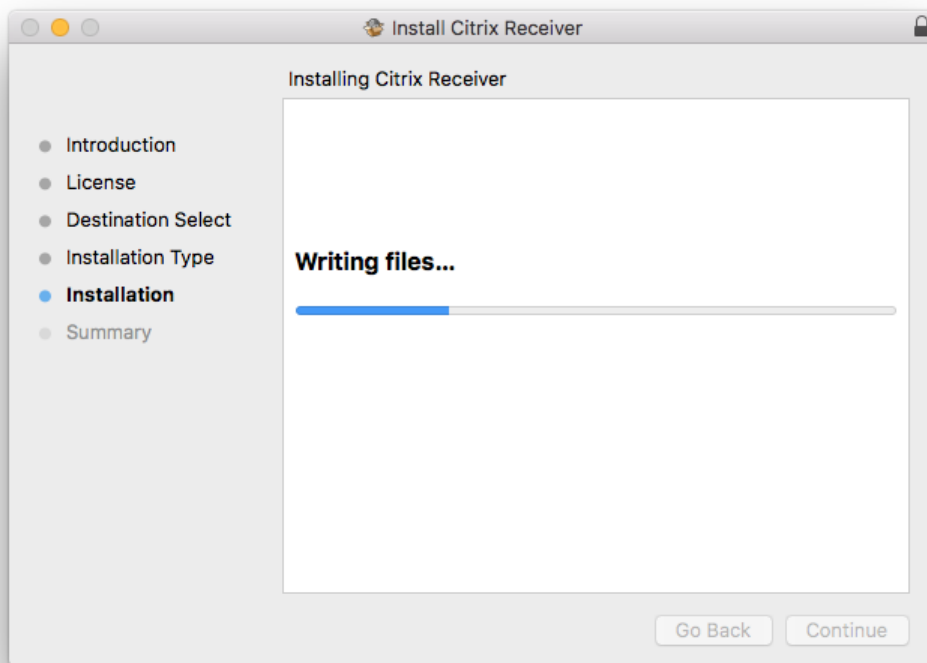 Install Citrix Receiver
Installing Citrix Receiver
Introduction
License
Destination Select
Installation Type
Installation
Summary
Writing files...
Go Back
Continue